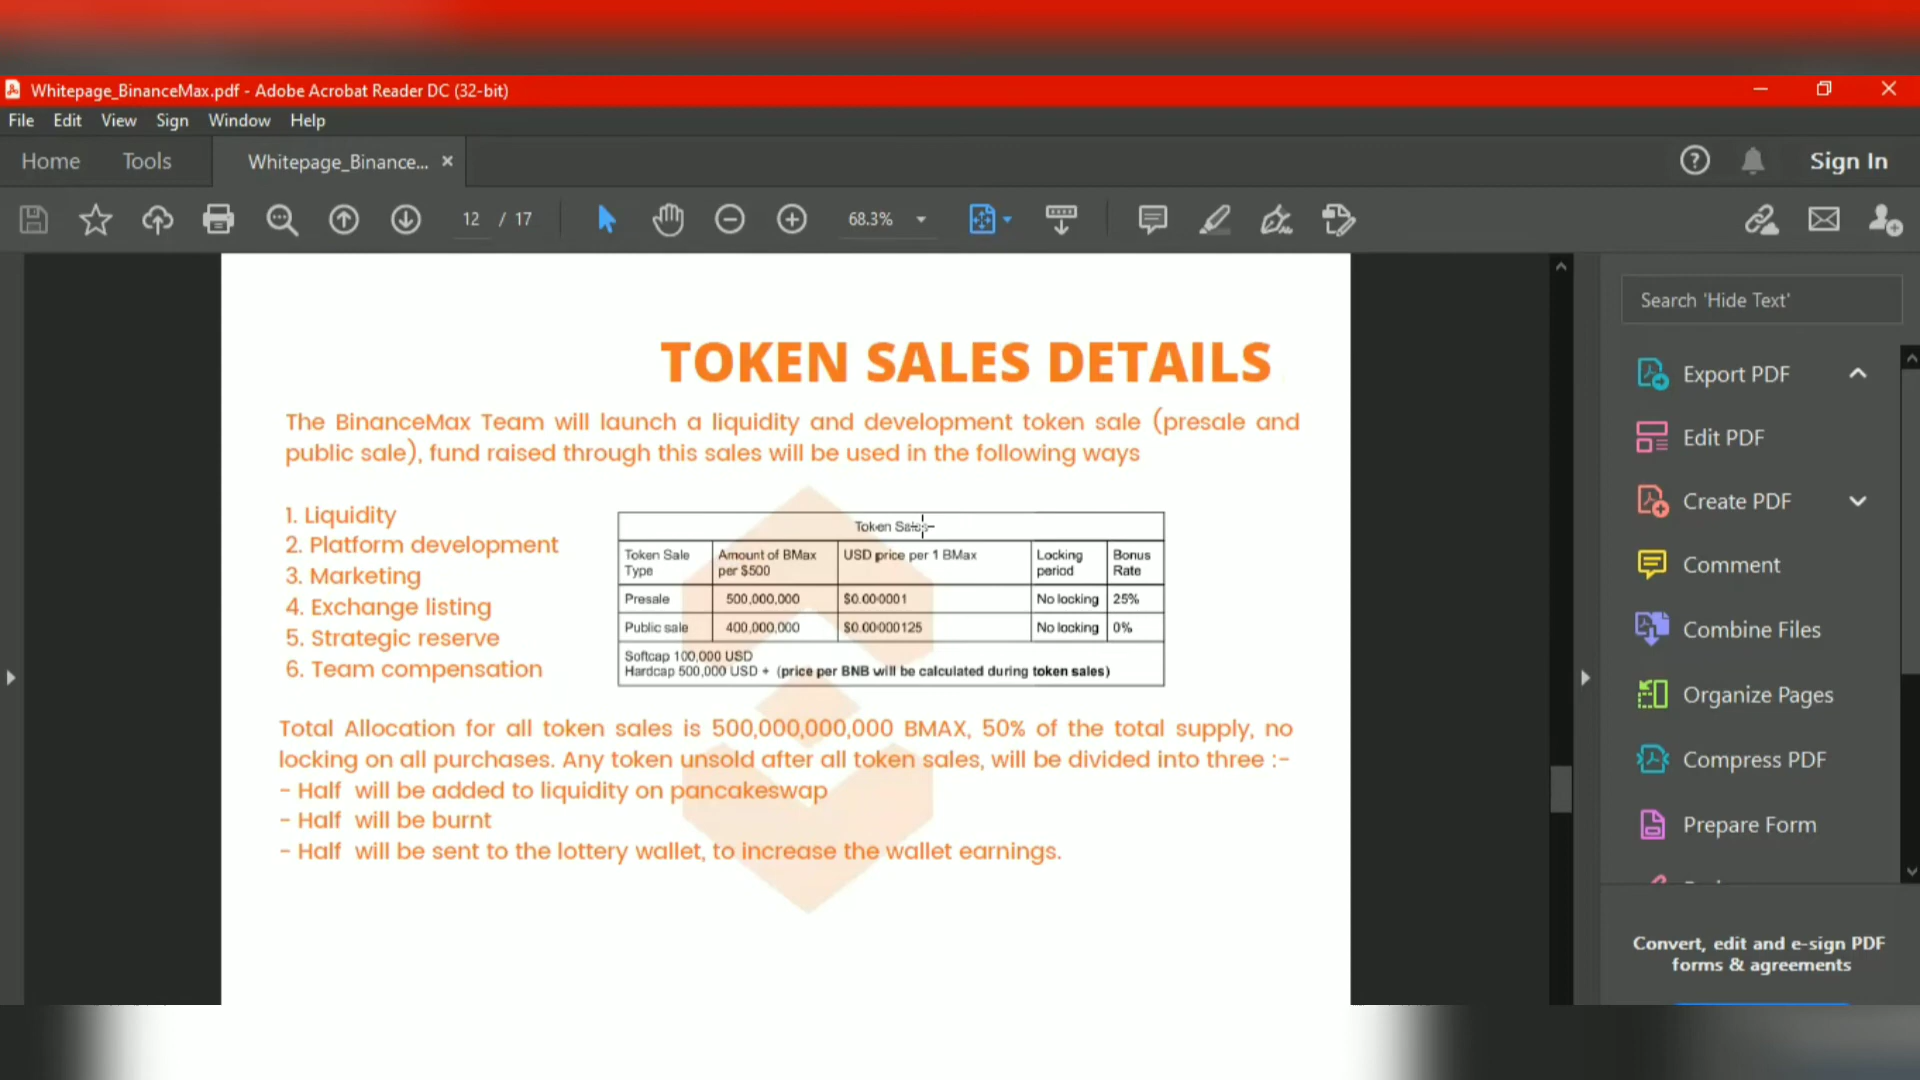 Whitepage_BinanceMax.pdf - Adobe Acrobat Reader DC (32-bit)
File Edit View Sign Window Help
Home Tools Whitepage_Binance... × Sign In
12 / 17 68.3%
Search 'Hide Text'
TOKEN SALES DETAILS
The BinanceMax Team will launch a liquidity and development token sale (presale and
public sale), fund raised through this sales will be used in the following ways
1. Liquidity
2. Platform development
3. Marketing
4. Exchange listing
5. Strategic reserve
6. Team compensation
Token Sales
Token Sale Type Amount of BMax per $500 USD price per 1 BMax Locking period Bonus Rate
Presale 500,000,000 $0.000001 No locking 25%
Public sale 400,000,000 $0.00000125 No locking 0%
Softcap 100,000 USD
Hardcap 500,000 USD + (price per BNB will be calculated during token sales)
Total Allocation for all token sales is 500,000,000,000 BMAX, 50% of the total supply, no
locking on all purchases. Any token unsold after all token sales, will be divided into three :-
- Half will be added to liquidity on pancakeswap
- Half will be burnt
- Half will be sent to the lottery wallet, to increase the wallet earnings.
Export PDF
Edit PDF
Create PDF
Comment
Combine Files
Organize Pages
Compress PDF
Prepare Form
Convert, edit and e-sign PDF
forms & agreements